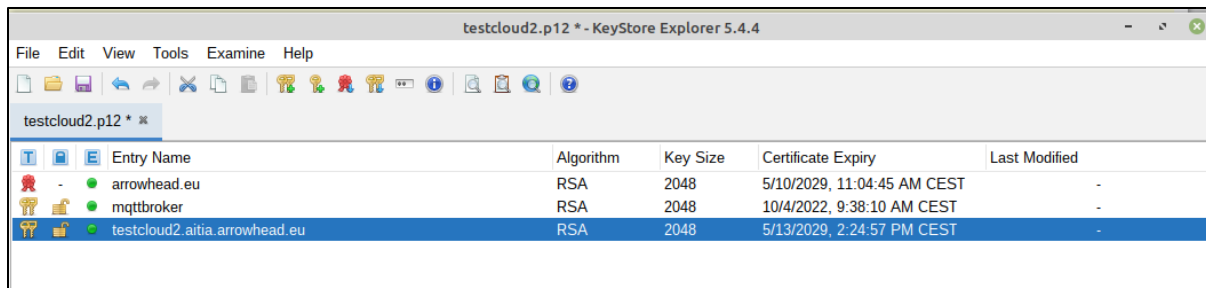 testcloud2.p12 * - KeyStore Explorer 5.4.4
File Edit View Tools Examine Help
testcloud2.p12 *
T E Entry Name Algorithm Key Size Certificate Expiry Last Modified
- arrowhead.eu RSA 2048 5/10/2029, 11:04:45 AM CEST -
mqttbroker RSA 2048 10/4/2022, 9:38:10 AM CEST -
testcloud2.aitia.arrowhead.eu RSA 2048 5/13/2029, 2:24:57 PM CEST -